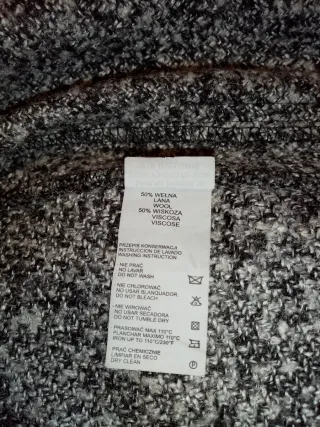 50% WEŁNA
LANA
WOOL
50% WISKOZA
VISCOSA
VISCOSE
PRZEPIS KONSERWACJI
INSTRUCCION DE LAVADO
WASHING INSTRUCTION
- NIE PRAĆ
NO LAVAR
DO NOT WASH
- NIE CHLOROWAĆ
NO USAR BLANQUADOR
DO NOT BLEACH
- NIE WIROWAĆ
NO USAR SECADORA
DO NOT TUMBLE DRY
PRASOWAĆ MAX 110°C
PLANCHAR MAXIMO 110°C
IRON UP TO 110°C/230°F
PRAĆ CHEMICZNIE
LIMPIAR EN SECO
DRY CLEAN
P